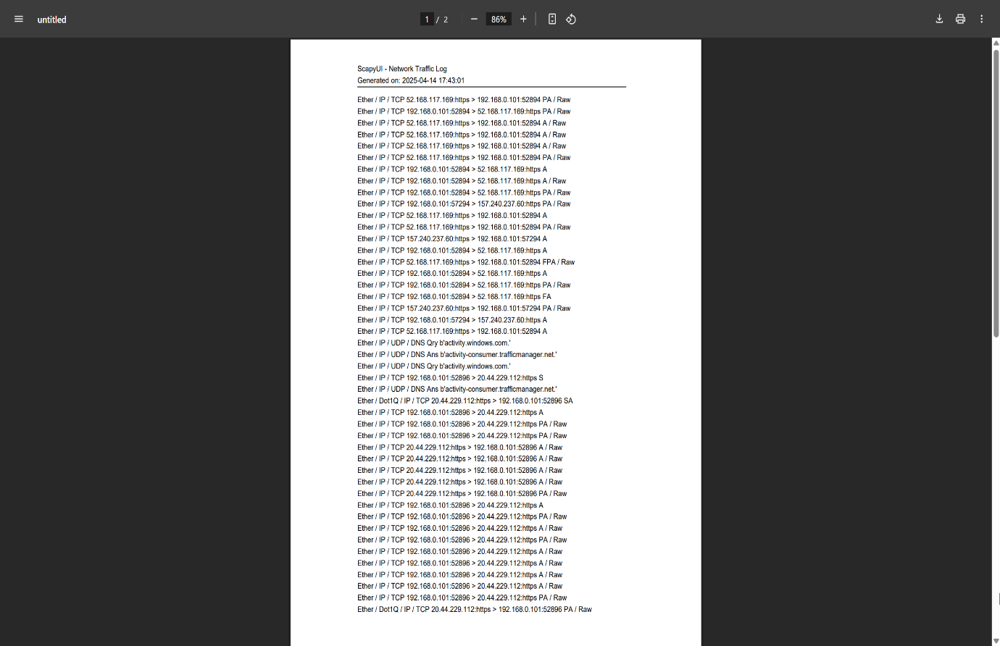 untitled
1 / 2
86%
ScapyUI - Network Traffic Log
Generated on: 2025-04-14 17:43:01
Ether / IP / TCP 52.168.117.169:https > 192.168.0.101:52894 PA / Raw
Ether / IP / TCP 192.168.0.101:52894 > 52.168.117.169:https PA / Raw
Ether / IP / TCP 52.168.117.169:https > 192.168.0.101:52894 A / Raw
Ether / IP / TCP 52.168.117.169:https > 192.168.0.101:52894 A / Raw
Ether / IP / TCP 52.168.117.169:https > 192.168.0.101:52894 A / Raw
Ether / IP / TCP 52.168.117.169:https > 192.168.0.101:52894 PA / Raw
Ether / IP / TCP 192.168.0.101:52894 > 52.168.117.169:https A
Ether / IP / TCP 192.168.0.101:52894 > 52.168.117.169:https A / Raw
Ether / IP / TCP 192.168.0.101:52894 > 52.168.117.169:https PA / Raw
Ether / IP / TCP 192.168.0.101:57294 > 157.240.237.60:https PA / Raw
Ether / IP / TCP 52.168.117.169:https > 192.168.0.101:52894 A
Ether / IP / TCP 52.168.117.169:https > 192.168.0.101:52894 PA / Raw
Ether / IP / TCP 157.240.237.60:https > 192.168.0.101:57294 A
Ether / IP / TCP 192.168.0.101:52894 > 52.168.117.169:https A
Ether / IP / TCP 52.168.117.169:https > 192.168.0.101:52894 FPA / Raw
Ether / IP / TCP 192.168.0.101:52894 > 52.168.117.169:https A
Ether / IP / TCP 192.168.0.101:52894 > 52.168.117.169:https PA / Raw
Ether / IP / TCP 192.168.0.101:52894 > 52.168.117.169:https FA
Ether / IP / TCP 157.240.237.60:https > 192.168.0.101:57294 PA / Raw
Ether / IP / TCP 192.168.0.101:57294 > 157.240.237.60:https A
Ether / IP / TCP 52.168.117.169:https > 192.168.0.101:52894 A
Ether / IP / UDP / DNS Qry b'activity.windows.com.'
Ether / IP / UDP / DNS Ans b'activity-consumer.trafficmanager.net.'
Ether / IP / UDP / DNS Qry b'activity.windows.com.'
Ether / IP / TCP 192.168.0.101:52896 > 20.44.229.112:https S
Ether / IP / UDP / DNS Ans b'activity-consumer.trafficmanager.net.'
Ether / Dot1Q / IP / TCP 20.44.229.112:https > 192.168.0.101:52896 SA
Ether / IP / TCP 192.168.0.101:52896 > 20.44.229.112:https A
Ether / IP / TCP 192.168.0.101:52896 > 20.44.229.112:https PA / Raw
Ether / IP / TCP 192.168.0.101:52896 > 20.44.229.112:https PA / Raw
Ether / IP / TCP 20.44.229.112:https > 192.168.0.101:52896 A / Raw
Ether / IP / TCP 20.44.229.112:https > 192.168.0.101:52896 A / Raw
Ether / IP / TCP 20.44.229.112:https > 192.168.0.101:52896 A / Raw
Ether / IP / TCP 20.44.229.112:https > 192.168.0.101:52896 A / Raw
Ether / IP / TCP 20.44.229.112:https > 192.168.0.101:52896 PA / Raw
Ether / IP / TCP 192.168.0.101:52896 > 20.44.229.112:https A
Ether / IP / TCP 192.168.0.101:52896 > 20.44.229.112:https PA / Raw
Ether / IP / TCP 192.168.0.101:52896 > 20.44.229.112:https A / Raw
Ether / IP / TCP 192.168.0.101:52896 > 20.44.229.112:https PA / Raw
Ether / IP / TCP 192.168.0.101:52896 > 20.44.229.112:https A / Raw
Ether / IP / TCP 192.168.0.101:52896 > 20.44.229.112:https A / Raw
Ether / IP / TCP 192.168.0.101:52896 > 20.44.229.112:https A / Raw
Ether / IP / TCP 192.168.0.101:52896 > 20.44.229.112:https A / Raw
Ether / IP / TCP 192.168.0.101:52896 > 20.44.229.112:https PA / Raw
Ether / Dot1Q / IP / TCP 20.44.229.112:https > 192.168.0.101:52896 PA / Raw